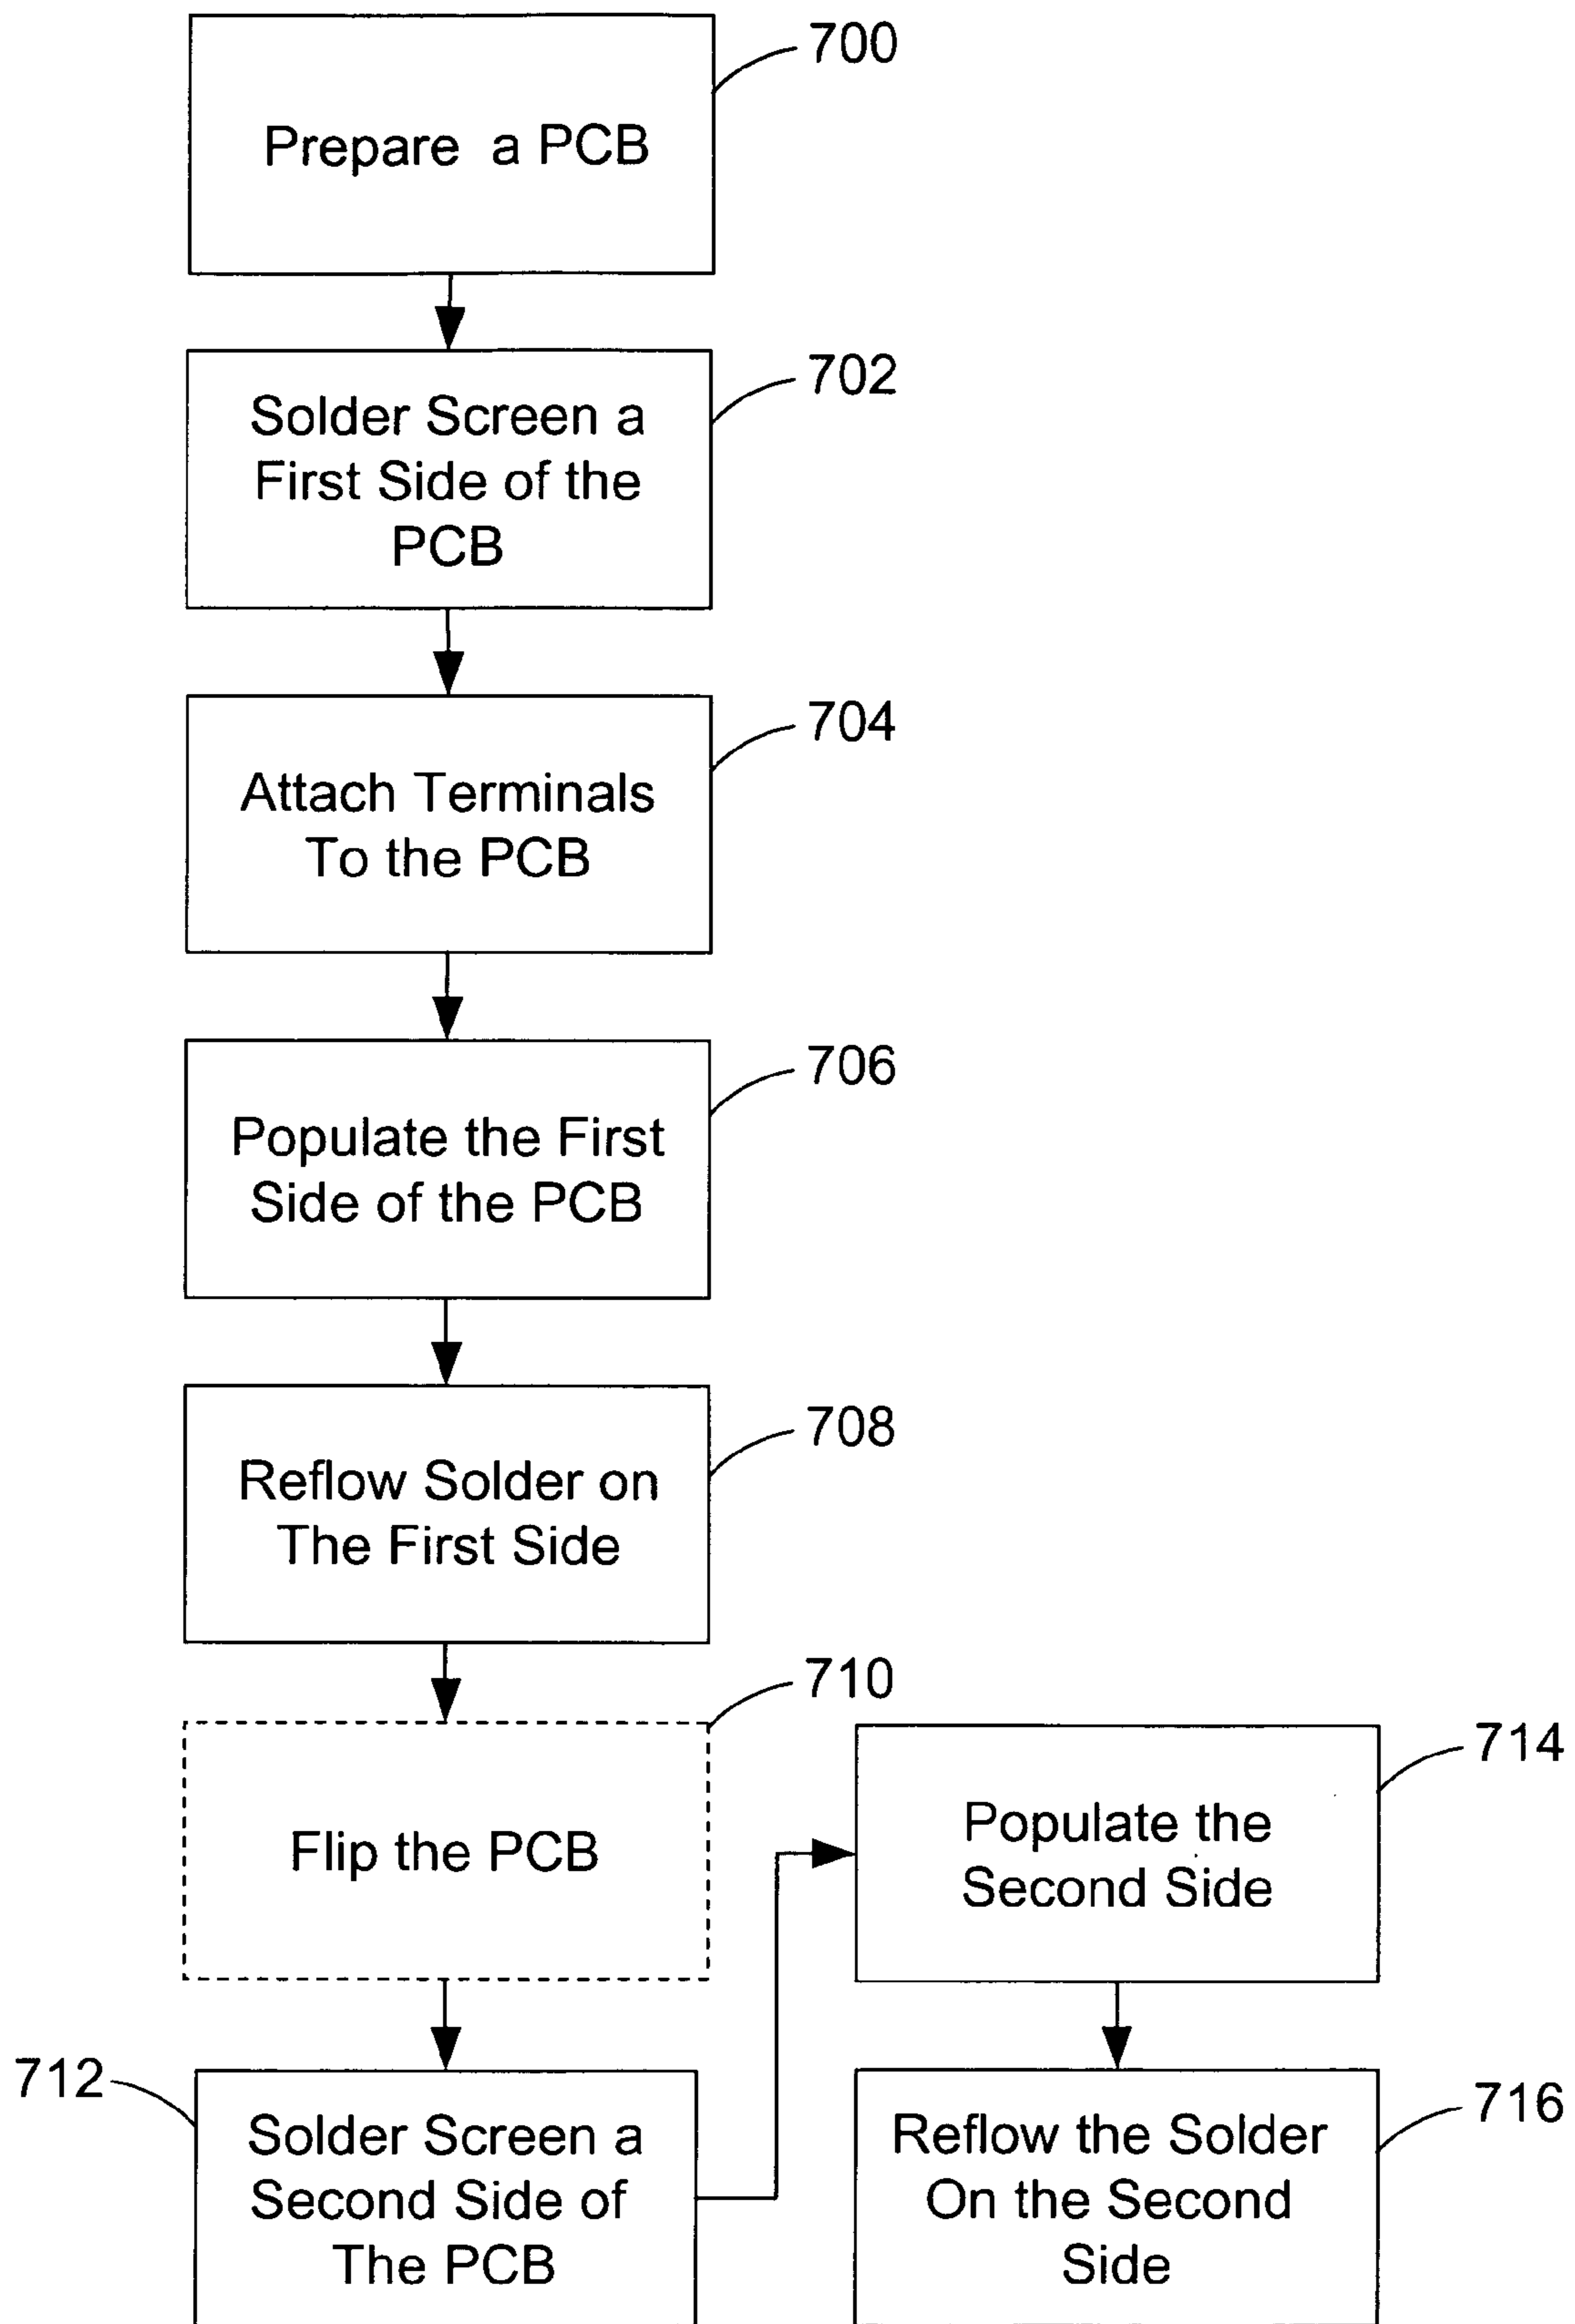 700
Prepare a PCB
702
Solder Screen a
First Side of the
PCB
704
Attach Terminals
To the PCB
706
Populate the First
Side of the PCB
708
Reflow Solder on
The First Side
710
Flip the PCB
712
Solder Screen a
Second Side of
The PCB
714
Populate the
Second Side
716
Reflow the Solder
On the Second
Side